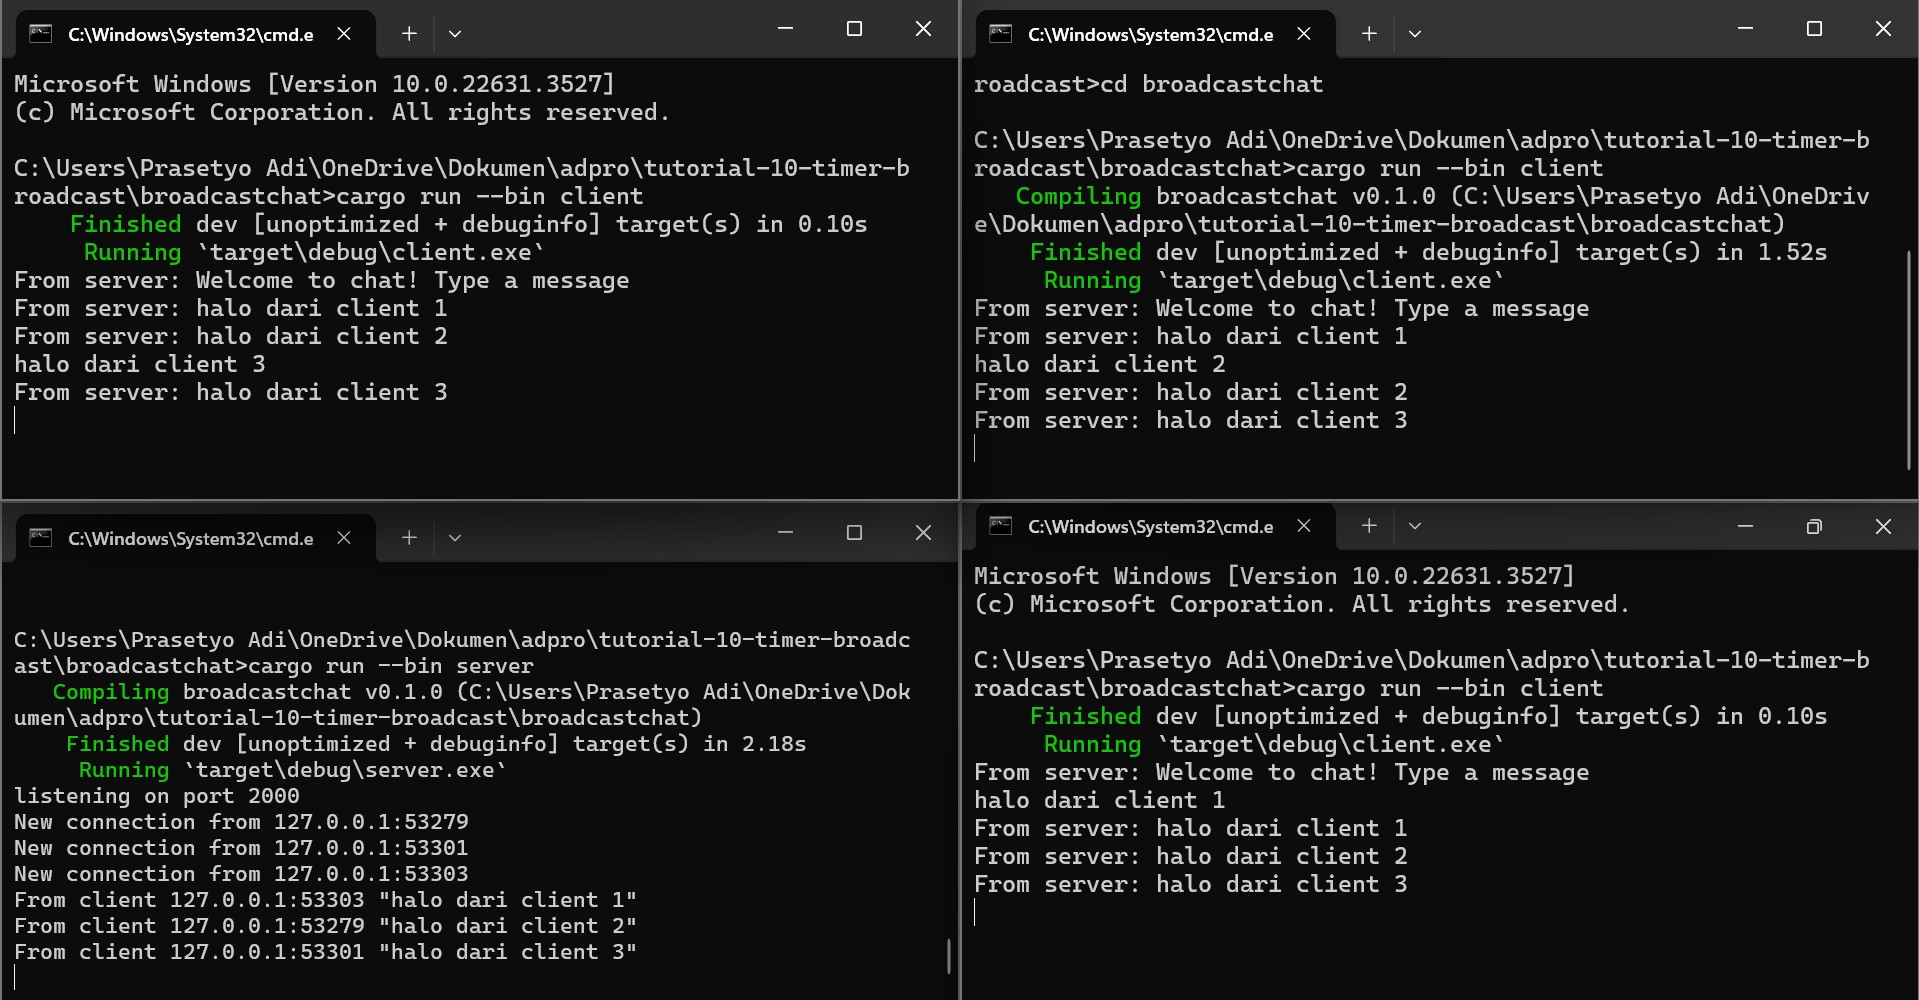 C:\Windows\System32\cmd.e
Microsoft Windows [Version 10.0.22631.3527]
(c) Microsoft Corporation. All rights reserved.
C:\Users\Prasetyo Adi\OneDrive\Dokumen\adpro\tutorial-10-timer-b
roadcast\broadcastchat>cargo run --bin client
Finished dev [unoptimized + debuginfo] target(s) in 0.10s
Running `target\debug\client.exe`
From server: Welcome to chat! Type a message
From server: halo dari client 1
From server: halo dari client 2
halo dari client 3
From server: halo dari client 3
C:\Windows\System32\cmd.e
roadcast>cd broadcastchat
C:\Users\Prasetyo Adi\OneDrive\Dokumen\adpro\tutorial-10-timer-b
roadcast\broadcastchat>cargo run --bin client
Compiling broadcastchat v0.1.0 (C:\Users\Prasetyo Adi\OneDriv
e\Dokumen\adpro\tutorial-10-timer-broadcast\broadcastchat)
Finished dev [unoptimized + debuginfo] target(s) in 1.52s
Running `target\debug\client.exe`
From server: Welcome to chat! Type a message
From server: halo dari client 1
halo dari client 2
From server: halo dari client 2
From server: halo dari client 3
C:\Windows\System32\cmd.e
C:\Users\Prasetyo Adi\OneDrive\Dokumen\adpro\tutorial-10-timer-broadc
ast\broadcastchat>cargo run --bin server
Compiling broadcastchat v0.1.0 (C:\Users\Prasetyo Adi\OneDrive\Dok
umen\adpro\tutorial-10-timer-broadcast\broadcastchat)
Finished dev [unoptimized + debuginfo] target(s) in 2.18s
Running `target\debug\server.exe`
listening on port 2000
New connection from 127.0.0.1:53279
New connection from 127.0.0.1:53301
New connection from 127.0.0.1:53303
From client 127.0.0.1:53303 "halo dari client 1"
From client 127.0.0.1:53279 "halo dari client 2"
From client 127.0.0.1:53301 "halo dari client 3"
C:\Windows\System32\cmd.e
Microsoft Windows [Version 10.0.22631.3527]
(c) Microsoft Corporation. All rights reserved.
C:\Users\Prasetyo Adi\OneDrive\Dokumen\adpro\tutorial-10-timer-b
roadcast\broadcastchat>cargo run --bin client
Finished dev [unoptimized + debuginfo] target(s) in 0.10s
Running `target\debug\client.exe`
From server: Welcome to chat! Type a message
halo dari client 1
From server: halo dari client 1
From server: halo dari client 2
From server: halo dari client 3